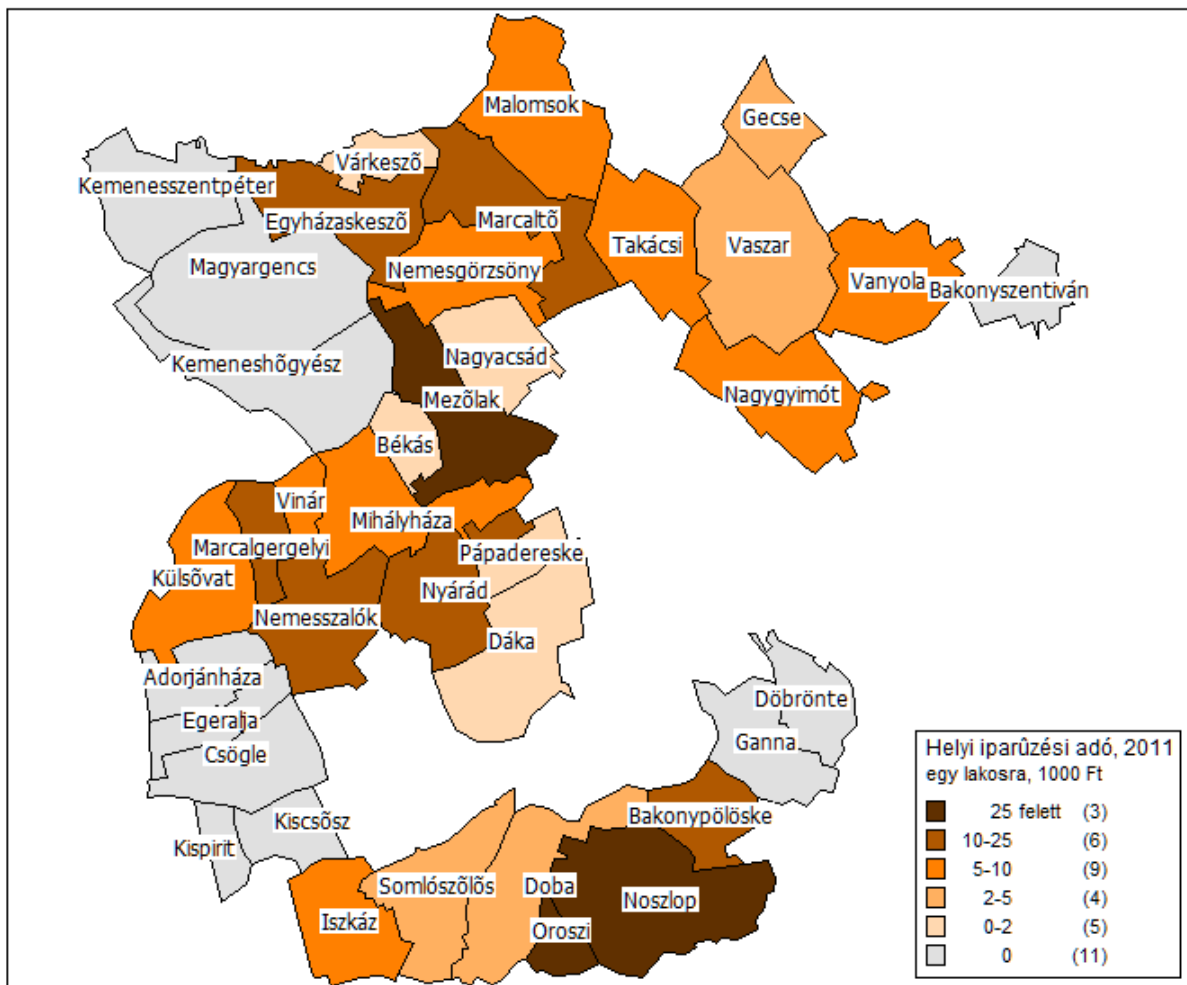 Malomsok
Gecse
Várkeszõ
Kemenesszentpéter
Egyházaskeszõ
Marcaltõ
Takácsi
Vaszar
Magyargencs
Nemesgörzsöny
Vanyola
Bakonyszentiván
Kemeneshõgyész
Nagyacsád
Nagygyimót
Mezõlak
Békás
Vinár
Mihályháza
Marcalgergelyi
Pápadereske
Külsõvat
Nyárád
Nemesszalók
Dáka
Adorjánháza
Döbrönte
Egeralja
Ganna
Csögle
Kiscsõsz
Bakonypölöske
Kispirit
Somlószõlõs
Doba
Noszlop
Iszkáz
Oroszi
Helyi iparûzési adó, 2011
egy lakosra, 1000 Ft
25 felett (3)
10-25 (6)
5-10 (9)
2-5 (4)
0-2 (5)
0 (11)